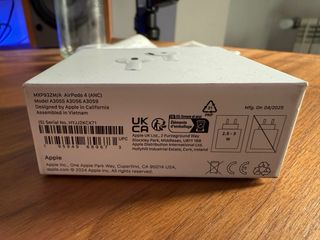 MXP93ZM/A AirPods 4 (ANC)
Model A3055 A3056 A3059
Designed by Apple in California
Assembled in Vietnam
UPC
UK
CA
Apple UK Ltd., 2 Furzeground Way
Stockley Park, Middlesex, UB11 1BB
Apple Distribution International Ltd.
Hollyhill Industrial Estate, Cork, Ireland
Mfg. On 04/2025
Apple
Apple Inc., One Apple Park Way, Cupertino, CA 95014 USA
© 2024 Apple Inc. All rights reserved.